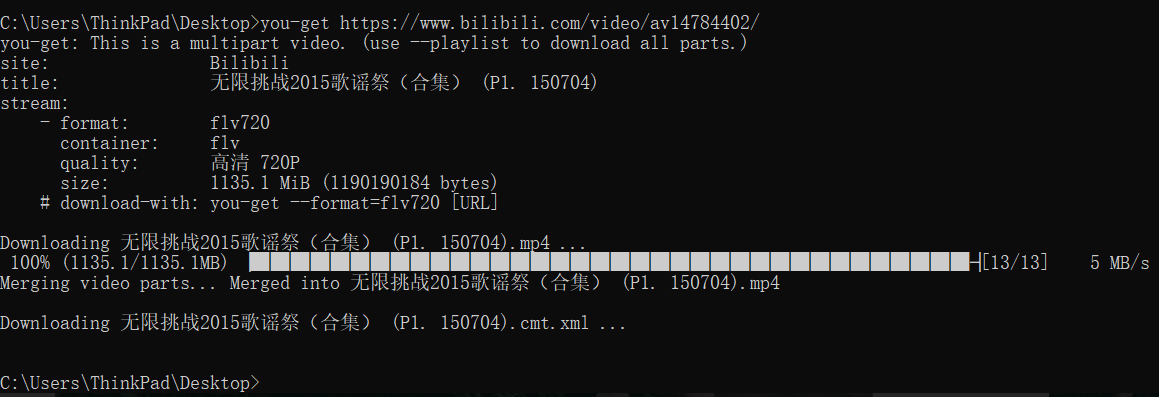 C:\Users\ThinkPad\Desktop>you-get https://www.bilibili.com/video/av14784402/
you-get: This is a multipart video. (use --playlist to download all parts.)
site:                Bilibili
title:               无限挑战2015歌谣祭（合集） (P1. 150704)
stream:
    - format:        flv720
      container:     flv
      quality:       高清 720P
      size:          1135.1 MiB (1190190184 bytes)
    # download-with: you-get --format=flv720 [URL]
Downloading 无限挑战2015歌谣祭（合集） (P1. 150704).mp4 ...
 100% (1135.1/1135.1MB) ├████████████████████████████████████┤[13/13]    5 MB/s
Merging video parts... Merged into 无限挑战2015歌谣祭（合集） (P1. 150704).mp4
Downloading 无限挑战2015歌谣祭（合集） (P1. 150704).cmt.xml ...
C:\Users\ThinkPad\Desktop>